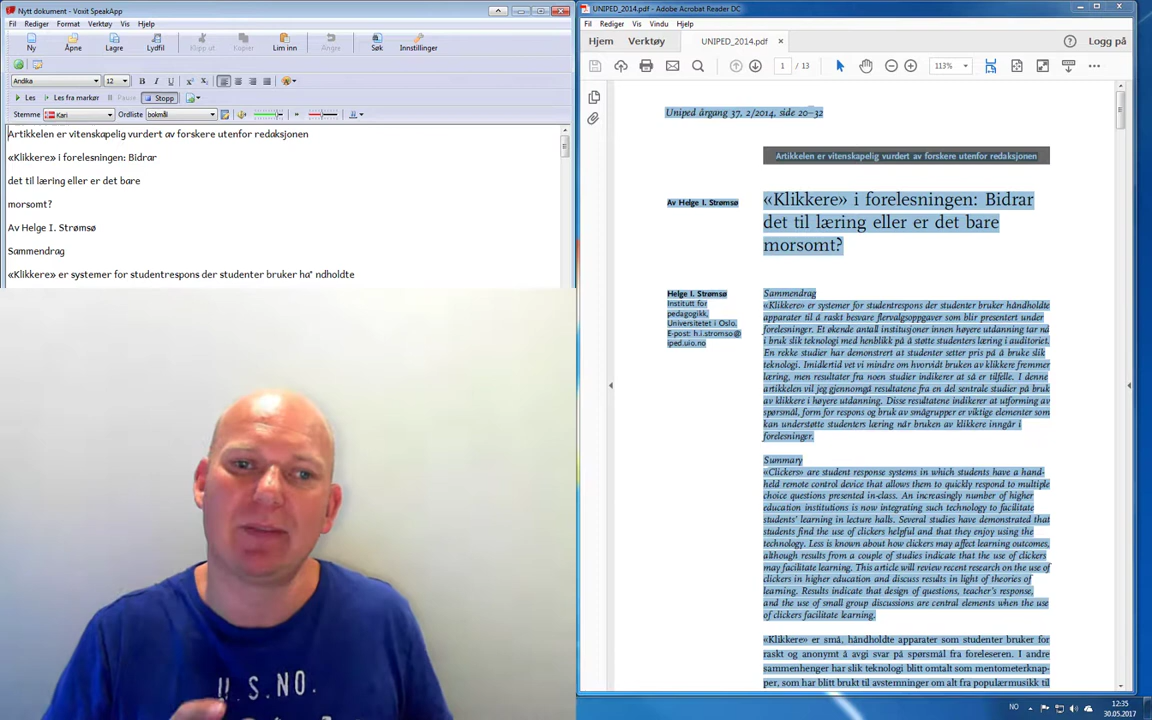 Nytt dokument - Voxit SpeakApp
Fil Rediger Format Verktøy Vis Hjelp
Ny Åpne Lagre Lydfil Klipp ut Kopier Lim inn Angre Søk Innstillinger
Andika 12 B I U
Les Les fra markør Pause Stopp
Stemme Kari Ordliste bokmål
Artikkelen er vitenskapelig vurdert av forskere utenfor redaksjonen
«Klikkere» i forelesningen: Bidrar
det til læring eller er det bare
morsomt?
Av Helge I. Strømsø
Sammendrag
«Klikkere» er systemer for studentrespons der studenter bruker ha° ndholdte
U.S.NO.
UNIPED_2014.pdf - Adobe Acrobat Reader DC
Fil Rediger Vis Vindu Hjelp
Hjem Verktøy UNIPED_2014.pdf × Logg på
1 / 13 113%
Uniped årgang 37, 2/2014, side 20–32
Artikkelen er vitenskapelig vurdert av forskere utenfor redaksjonen
Av Helge I. Strømsø
«Klikkere» i forelesningen: Bidrar
det til læring eller er det bare
morsomt?
Helge I. Strømsø
Institutt for
pedagogikk,
Universitetet i Oslo.
E-post: h.i.stromso@
iped.uio.no
Sammendrag
«Klikkere» er systemer for studentrespons der studenter bruker håndholdte
apparater til å raskt besvare flervalgsoppgaver som blir presentert under
forelesninger. Et økende antall institusjoner innen høyere utdanning tar nå
i bruk slik teknologi med henblikk på å støtte studenters læring i auditoriet.
En rekke studier har demonstrert at studenter setter pris på å bruke slik
teknologi. Imidlertid vet vi mindre om hvorvidt bruken av klikkere fremmer
læring, men resultater fra noen studier indikerer at så er tilfelle. I denne
artikkelen vil jeg gjennomgå resultatene fra en del sentrale studier på bruk
av klikkere i høyere utdanning. Disse resultatene indikerer at utforming av
spørsmål, form for respons og bruk av smågrupper er viktige elementer som
kan understøtte studenters læring når bruken av klikkere inngår i
forelesninger.
Summary
«Clickers» are student response systems in which students have a hand-
held remote control device that allows them to quickly respond to multiple
choice questions presented in-class. An increasingly number of higher
education institutions is now integrating such technology to facilitate
students' learning in lecture halls. Several studies have demonstrated that
students find the use of clickers helpful and that they enjoy using the
technology. Less is known about how clickers may affect learning outcomes,
although results from a couple of studies indicate that the use of clickers
may facilitate learning. This article will review recent research on the use of
clickers in higher education and discuss results in light of theories of
learning. Results indicate that design of questions, teacher's response,
and the use of small group discussions are central elements when the use
of clickers facilitate learning.
«Klikkere» er små, håndholdte apparater som studenter bruker for
raskt og anonymt å avgi svar på spørsmål fra foreleseren. I andre
sammenhenger har slik teknologi blitt omtalt som mentometerknap-
per, som har blitt brukt til avstemninger om alt fra populærmusikk til
NO 12:35
30.05.2017